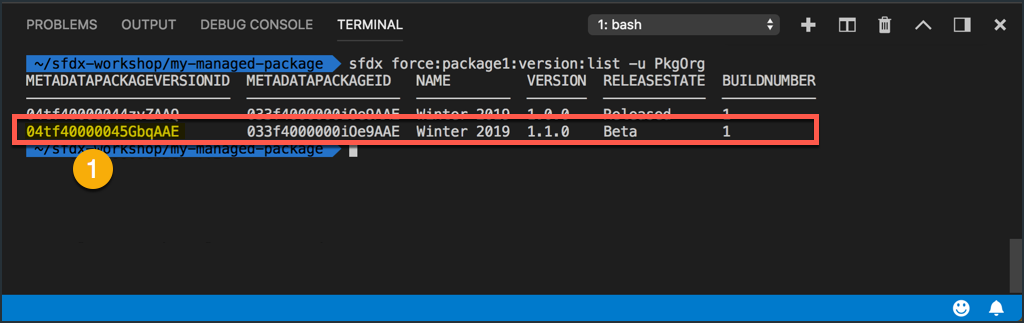 PROBLEMS OUTPUT DEBUG CONSOLE TERMINAL 1: bash
~/sfdx-workshop/my-managed-package sfdx force:package1:version:list -u PkgOrg
METADATAPACKAGEVERSIONID METADATAPACKAGEID NAME VERSION RELEASESTATE BUILDNUMBER
033f4000000iOe9AAE Winter 2019 1.0.0 Released 1
04tf40000045GbqAAE 033f4000000iOe9AAE Winter 2019 1.1.0 Beta 1
~/sfdx-workshop/my-managed-package
1